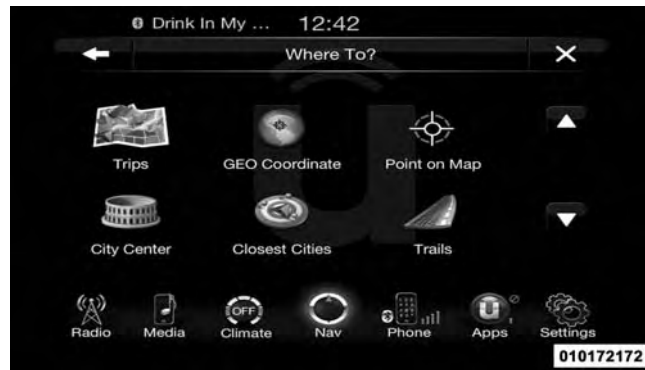 Drink In My ... 12:42
Where To?
Trips GEO Coordinate Point on Map
City Center Closest Cities Trails
OFF
Radio Media Climate Nav Phone Apps Settings
010172172